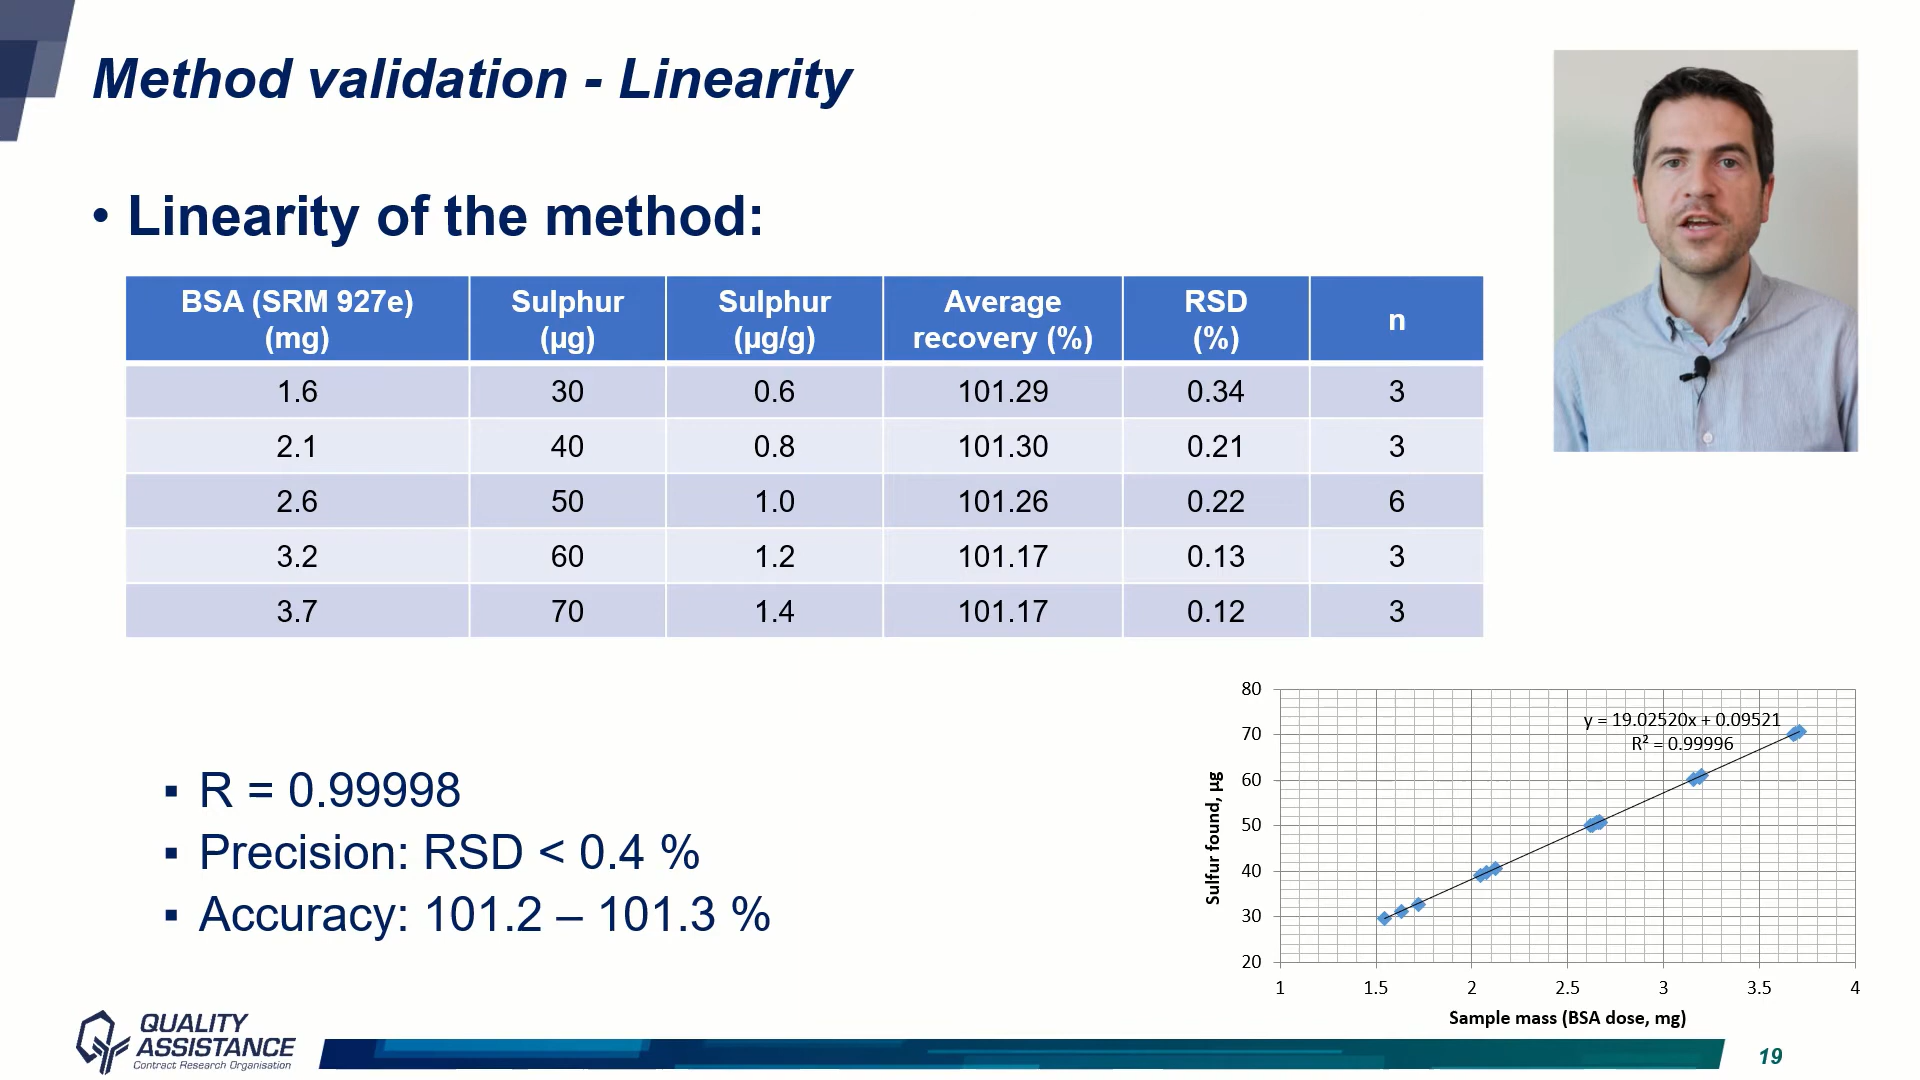 Method validation - Linearity
• Linearity of the method:
BSA (SRM 927e) (mg) Sulphur (µg) Sulphur (µg/g) Average recovery (%) RSD (%) n
1.6 30 0.6 101.29 0.34 3
2.1 40 0.8 101.30 0.21 3
2.6 50 1.0 101.26 0.22 6
3.2 60 1.2 101.17 0.13 3
3.7 70 1.4 101.17 0.12 3
▪ R = 0.99998
▪ Precision: RSD < 0.4 %
▪ Accuracy: 101.2 – 101.3 %
y = 19.02520x + 0.09521
R² = 0.99996
80
70
60
50
40
30
20
Sulfur found, µg
1 1.5 2 2.5 3 3.5 4
Sample mass (BSA dose, mg)
QUALITY
ASSISTANCE
Contract Research Organisation
19